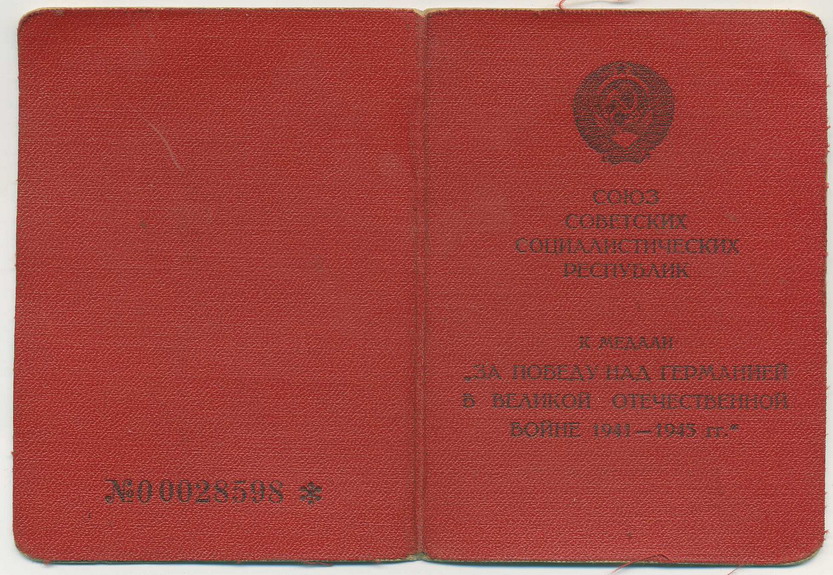 №00028598 *
СОЮЗ
СОВЕТСКИХ
СОЦИАЛИСТИЧЕСКИХ
РЕСПУБЛИК
К МЕДАЛИ
„ЗА ПОБЕДУ НАД ГЕРМАНИЕЙ
В ВЕЛИКОЙ ОТЕЧЕСТВЕННОЙ
ВОЙНЕ 1941—1945 гг.“